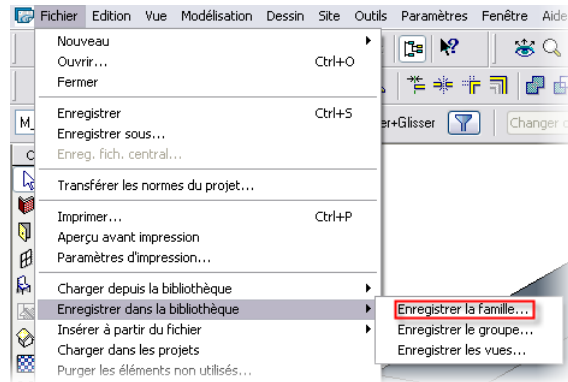 Fichier Edition Vue Modélisation Dessin Site Outils Paramètres Fenêtre Aide
Nouveau
Ouvrir... Ctrl+O
Fermer
Enregistrer Ctrl+S
Enregistrer sous...
Enreg. fich. central...
Transférer les normes du projet...
Imprimer... Ctrl+P
Aperçu avant impression
Paramètres d'impression...
Charger depuis la bibliothèque
Enregistrer dans la bibliothèque
Insérer à partir du fichier
Charger dans les projets
Purger les éléments non utilisés...
Enregistrer la famille...
Enregistrer le groupe...
Enregistrer les vues...
er+Glisser
Changer
M_